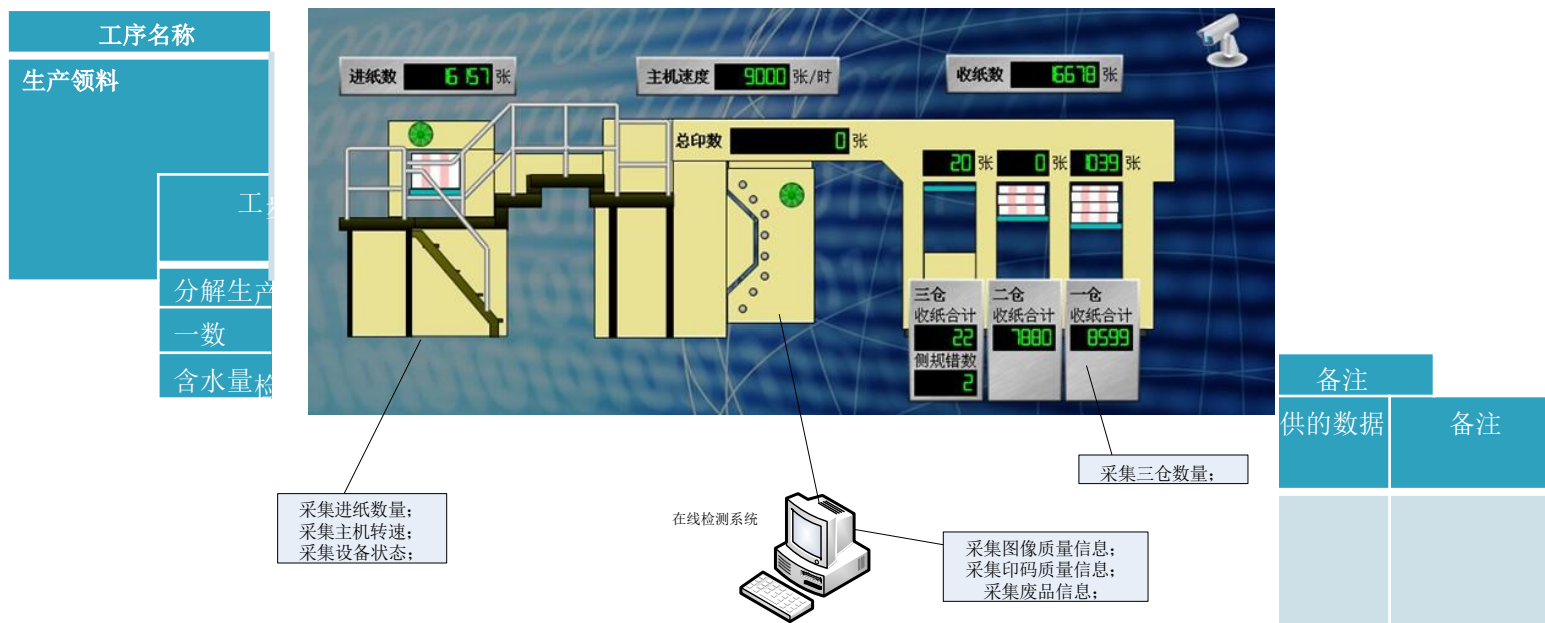 工序名称
生产领料
工步
分解生产
一数
含水量检
进纸数 16157 张
主机速度 9000 张/时
收纸数 16678 张
总印数 0 张
20 张 0 张 1039 张
三仓
收纸合计
22
侧规错数
2
二仓
收纸合计
7880
一仓
收纸合计
8599
采集进纸数量;
采集主机转速;
采集设备状态;
在线检测系统
采集图像质量信息;
采集印码质量信息;
采集废品信息;
采集三仓数量;
备注
供的数据 备注